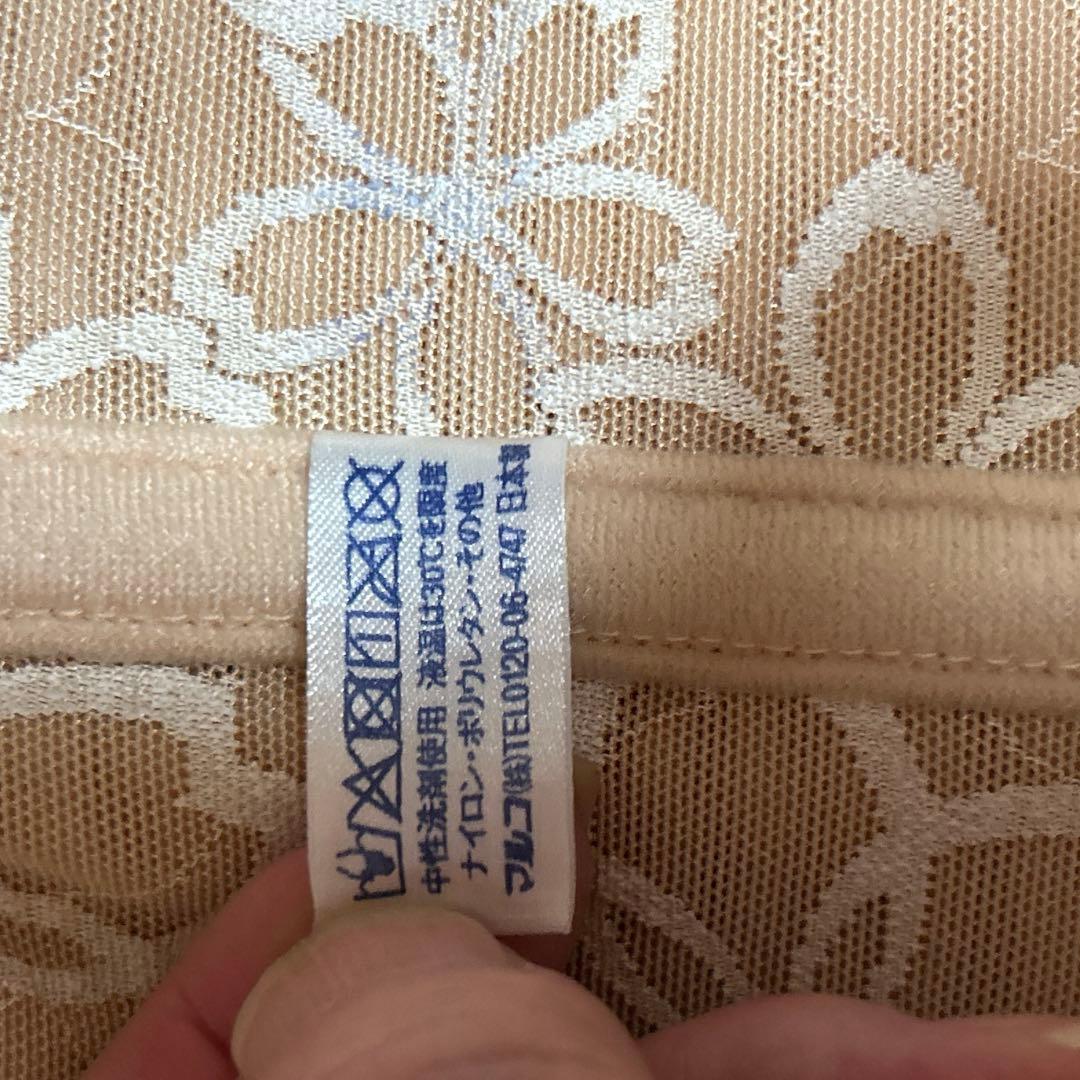 中性洗剤使用 液温は30℃を限度
ナイロン・ポリウレタン・その他
マルコ(株)TEL0120-06-4747 日本製